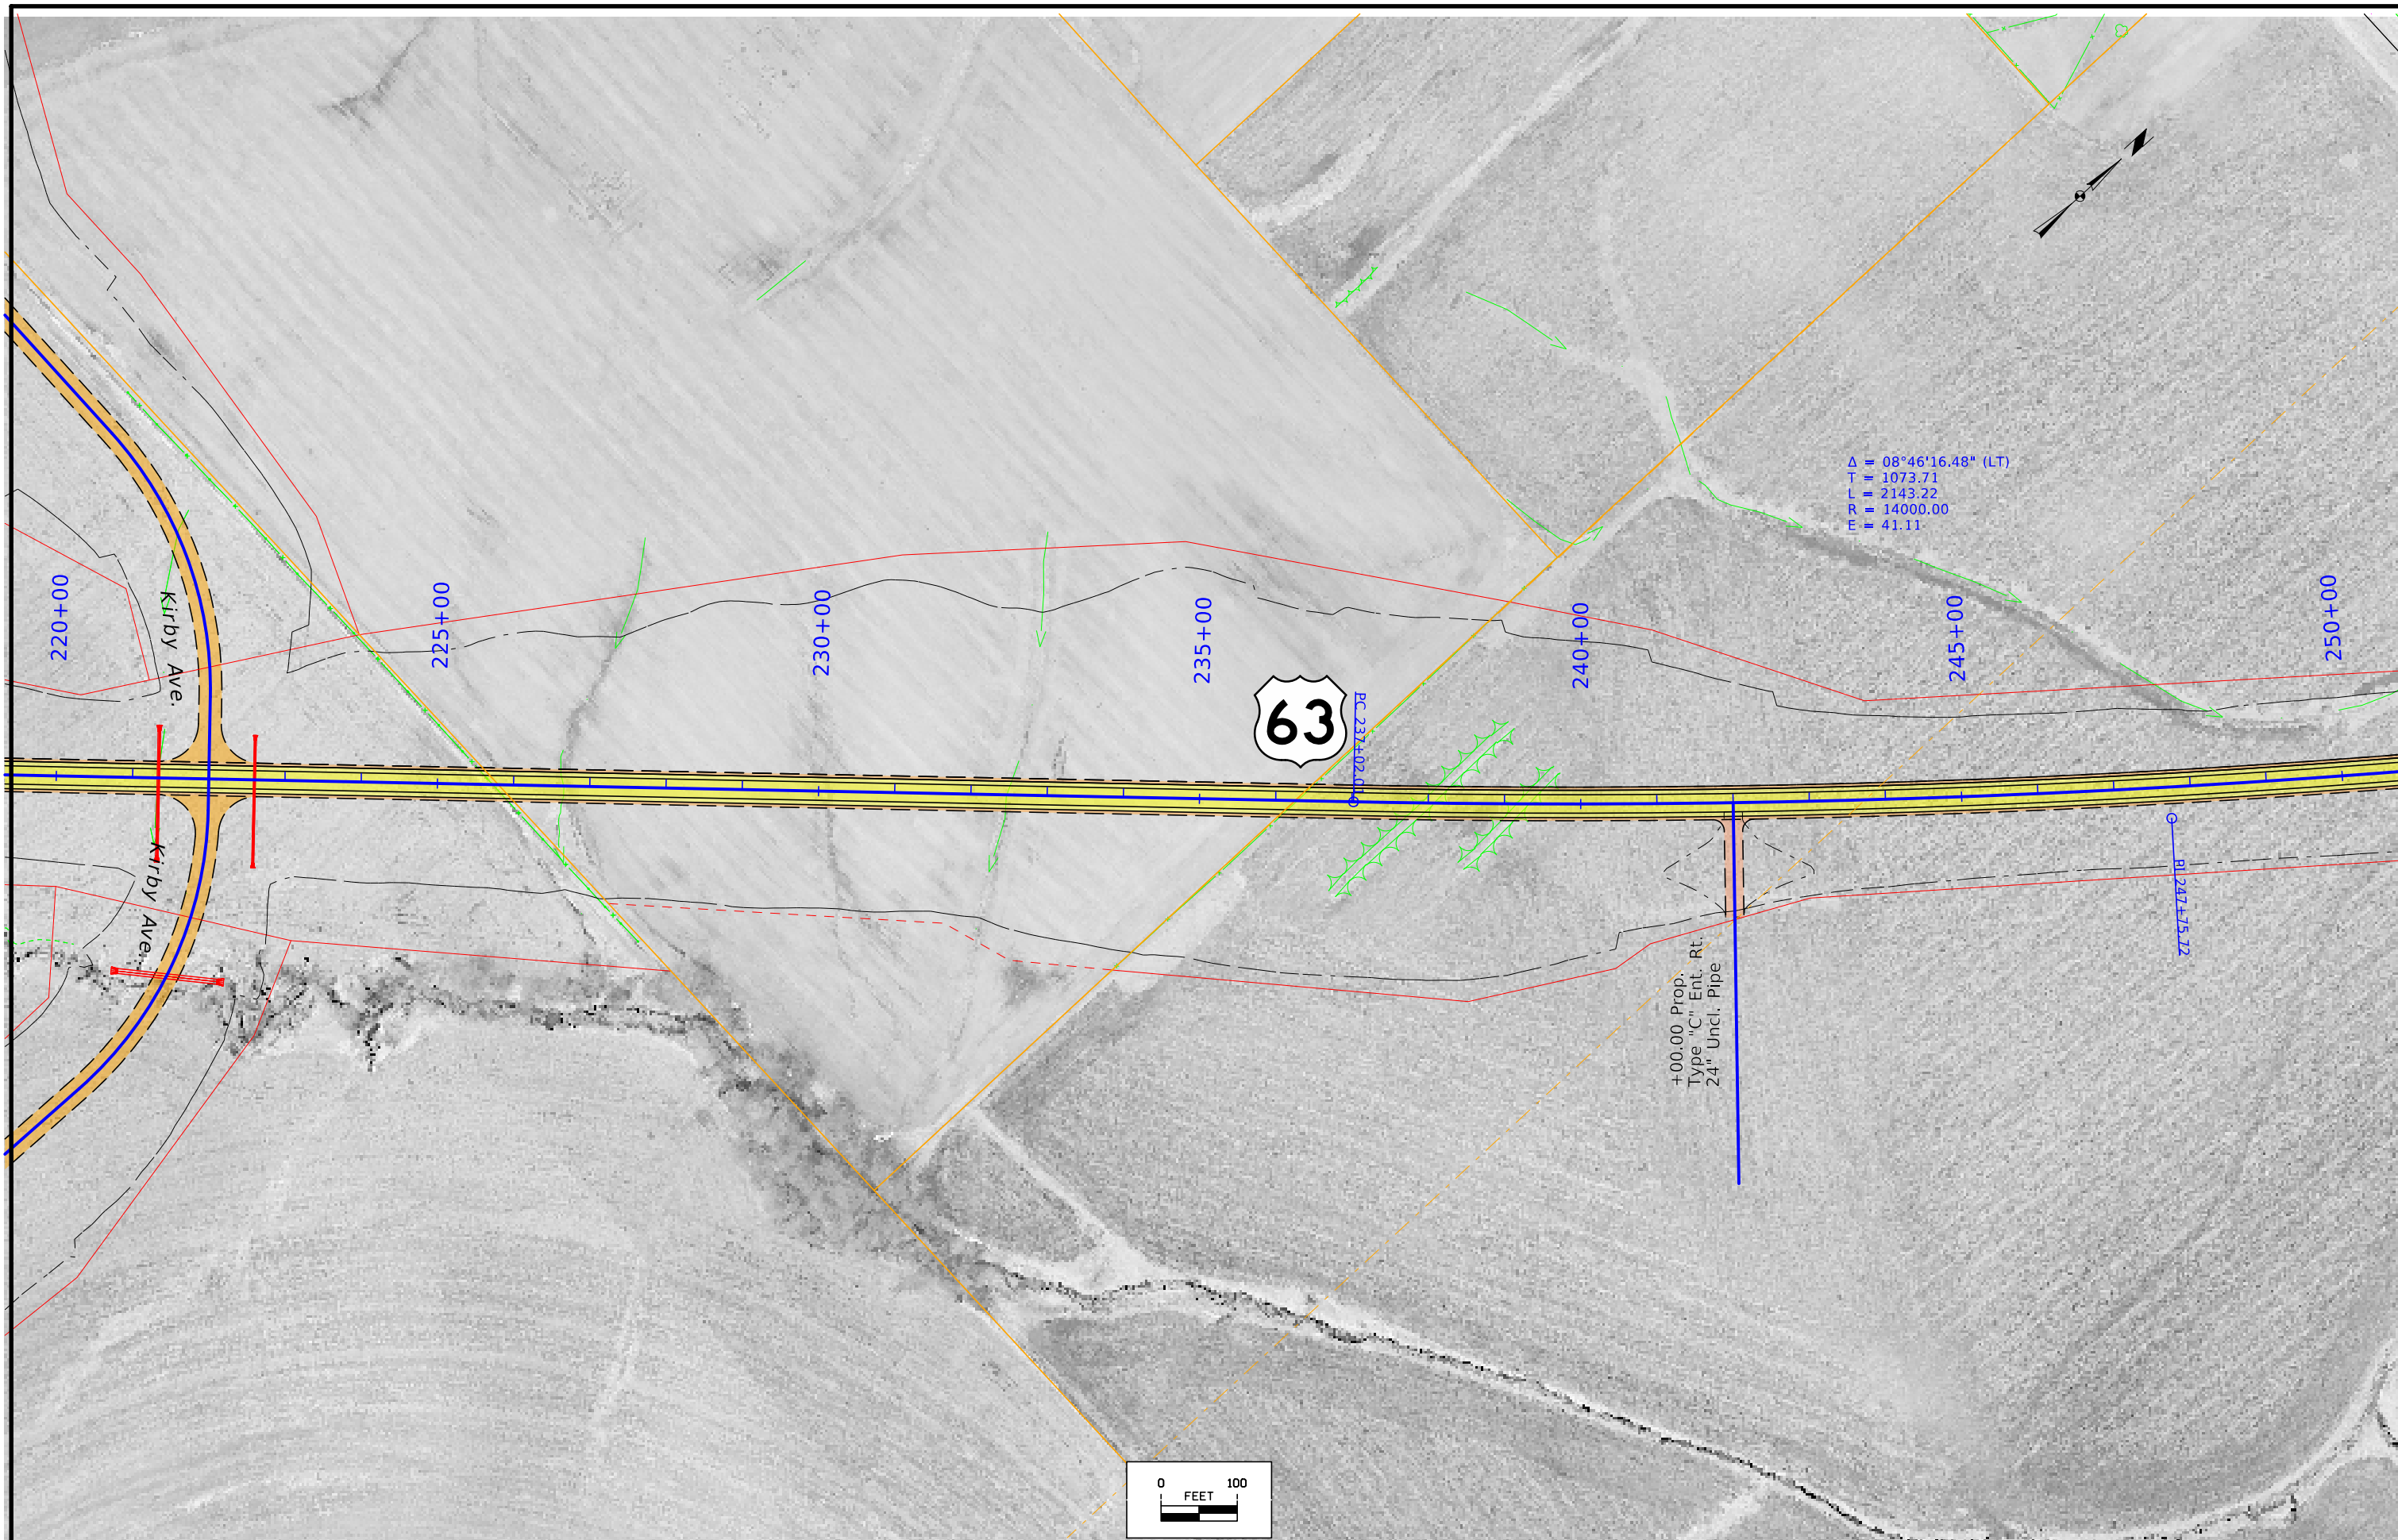 Δ = 08°46'16.48" (LT)
T = 1073.71
L = 2143.22
R = 14000.00
E = 41.11
220+00
Kirby Ave.
225+00
230+00
235+00
240+00
245+00
250+00
63
PC 237+02.01
Kirby Ave.
PI 247+75.72
+00.00 Prop.
Type "C" Ent. Rt.
24" Uncl. Pipe
0 100
FEET